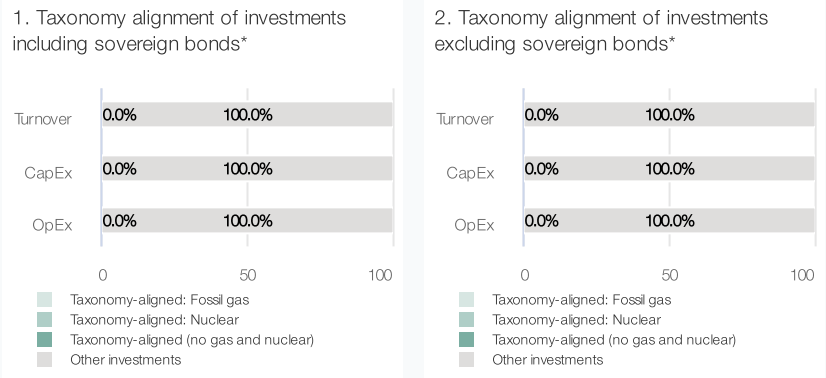 1. Taxonomy alignment of investments
including sovereign bonds*
Turnover 0.0% 100.0%
CapEx 0.0% 100.0%
OpEx 0.0% 100.0%
0 50 100
Taxonomy-aligned: Fossil gas
Taxonomy-aligned: Nuclear
Taxonomy-aligned (no gas and nuclear)
Other investments
2. Taxonomy alignment of investments
excluding sovereign bonds*
Turnover 0.0% 100.0%
CapEx 0.0% 100.0%
OpEx 0.0% 100.0%
0 50 100
Taxonomy-aligned: Fossil gas
Taxonomy-aligned: Nuclear
Taxonomy-aligned (no gas and nuclear)
Other investments